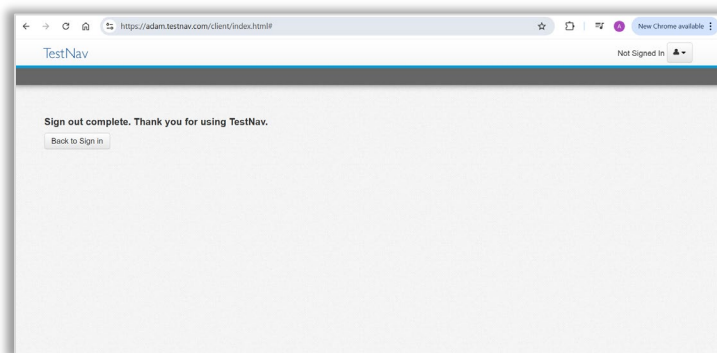 https://adam.testnav.com/client/index.html#
A
New Chrome available
TestNav
Not Signed In
Sign out complete. Thank you for using TestNav.
Back to Sign in